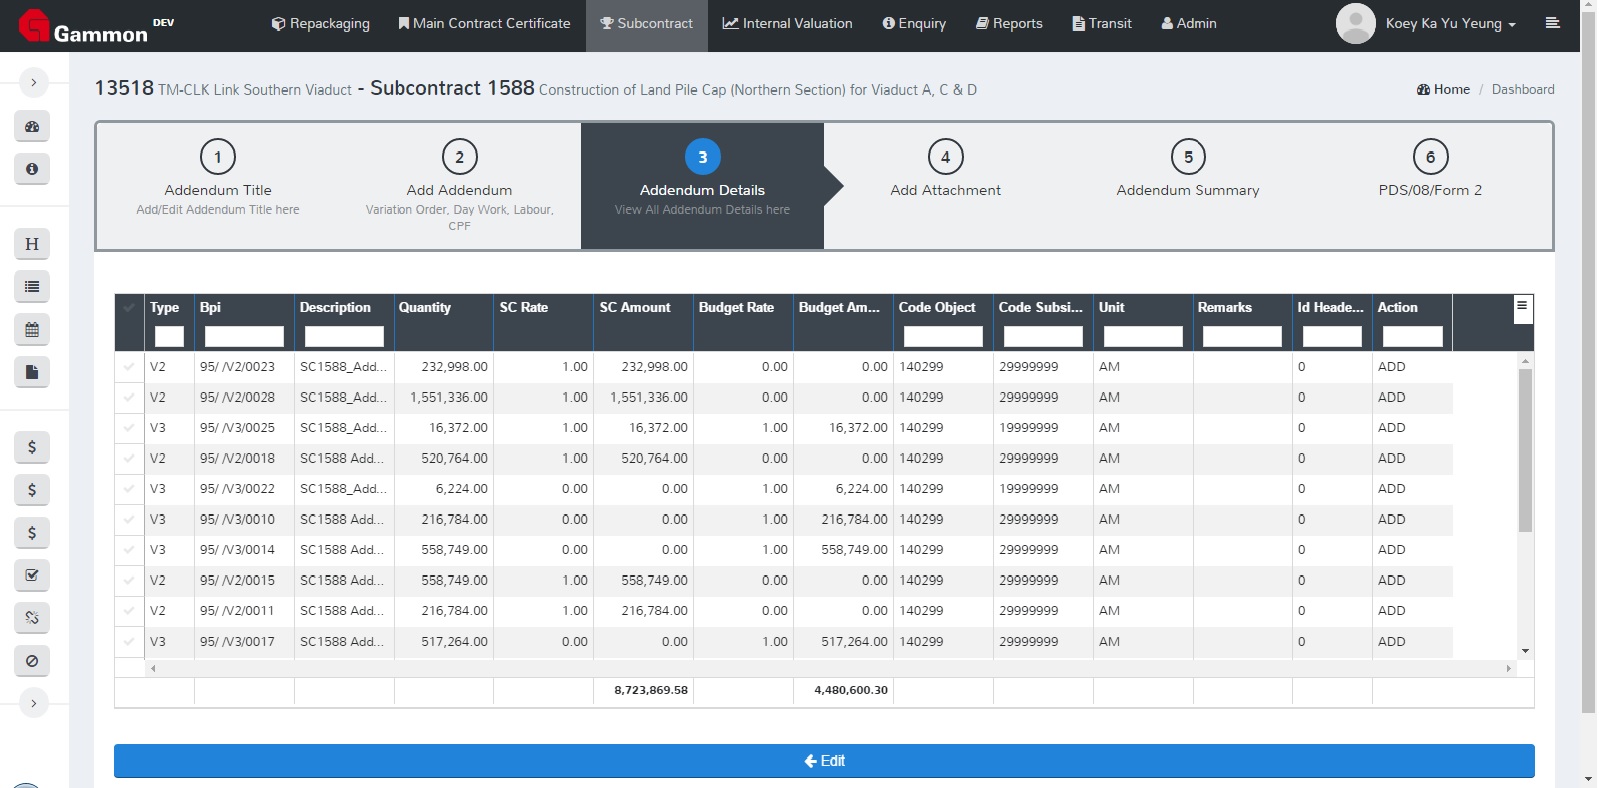 Gammon DEV Repackaging Main Contract Certificate Subcontract Internal Valuation Enquiry Reports Transit Admin Koey Ka Yu Yeung
13518 TM-CLK Link Southern Viaduct - Subcontract 1588 Construction of Land Pile Cap (Northern Section) for Viaduct A, C & D Home / Dashboard
1 2 3 4 5 6
Addendum Title Add Addendum Addendum Details Add Attachment Addendum Summary PDS/08/Form 2
Add/Edit Addendum Title here Variation Order, Day Work, Labour, View All Addendum Details here
CPF
H
$
$
$
Type Bpi Description Quantity SC Rate SC Amount Budget Rate Budget Am... Code Object Code Subsi... Unit Remarks Id Heade... Action
V2 95/ /V2/0023 SC1588_Add... 232,998.00 1.00 232,998.00 0.00 0.00 140299 29999999 AM 0 ADD
V2 95/ /V2/0028 SC1588_Add... 1,551,336.00 1.00 1,551,336.00 0.00 0.00 140299 29999999 AM 0 ADD
V3 95/ /V3/0025 SC1588_Add... 16,372.00 1.00 16,372.00 1.00 16,372.00 140299 19999999 AM 0 ADD
V2 95/ /V2/0018 SC1588 Add... 520,764.00 1.00 520,764.00 0.00 0.00 140299 29999999 AM 0 ADD
V3 95/ /V3/0022 SC1588_Add... 6,224.00 0.00 0.00 1.00 6,224.00 140299 19999999 AM 0 ADD
V3 95/ /V3/0010 SC1588 Add... 216,784.00 0.00 0.00 1.00 216,784.00 140299 29999999 AM 0 ADD
V3 95/ /V3/0014 SC1588 Add... 558,749.00 0.00 0.00 1.00 558,749.00 140299 29999999 AM 0 ADD
V2 95/ /V2/0015 SC1588 Add... 558,749.00 1.00 558,749.00 0.00 0.00 140299 29999999 AM 0 ADD
V2 95/ /V2/0011 SC1588 Add... 216,784.00 1.00 216,784.00 0.00 0.00 140299 29999999 AM 0 ADD
V3 95/ /V3/0017 SC1588 Add... 517,264.00 0.00 0.00 1.00 517,264.00 140299 29999999 AM 0 ADD
8,723,869.58 4,480,600.30
Edit